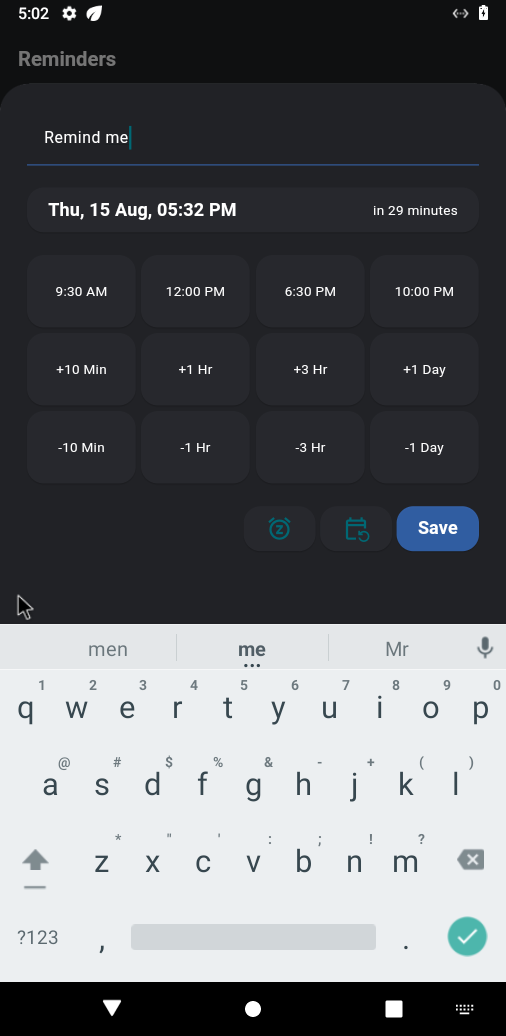 5:02
Reminders
Remind me
Thu, 15 Aug, 05:32 PM in 29 minutes
9:30 AM 12:00 PM 6:30 PM 10:00 PM
+10 Min +1 Hr +3 Hr +1 Day
-10 Min -1 Hr -3 Hr -1 Day
Save
men me Mr
1 2 3 4 5 6 7 8 9 0
q w e r t y u i o p
@ # $ % & - + ( )
a s d f g h j k l
* " ' : ; ! ?
z x c v b n m
?123 , .